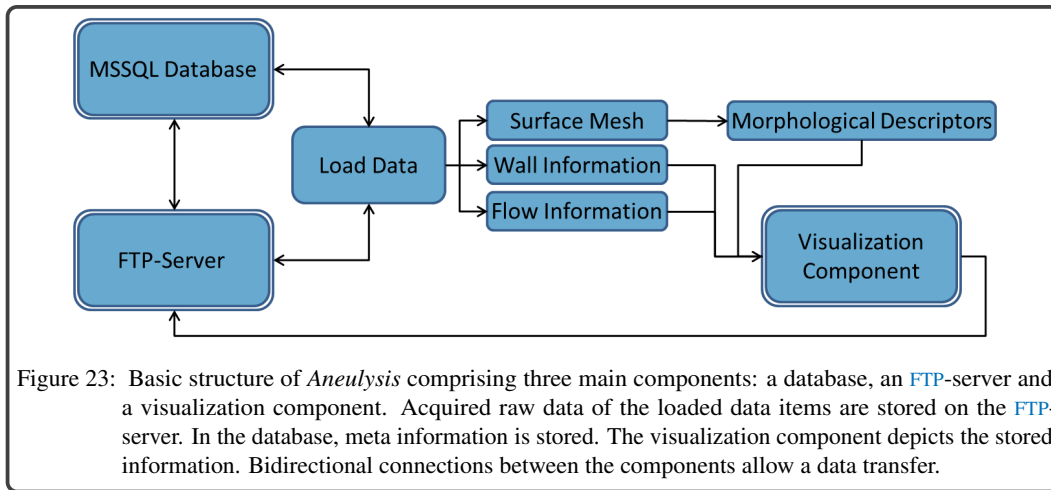 MSSQL Database
Load Data
FTP-Server
Surface Mesh
Wall Information
Flow Information
Morphological Descriptors
Visualization
Component
Figure 23: Basic structure of Aneulysis comprising three main components: a database, an FTP-server and
a visualization component. Acquired raw data of the loaded data items are stored on the FTP-
server. In the database, meta information is stored. The visualization component depicts the stored
information. Bidirectional connections between the components allow a data transfer.